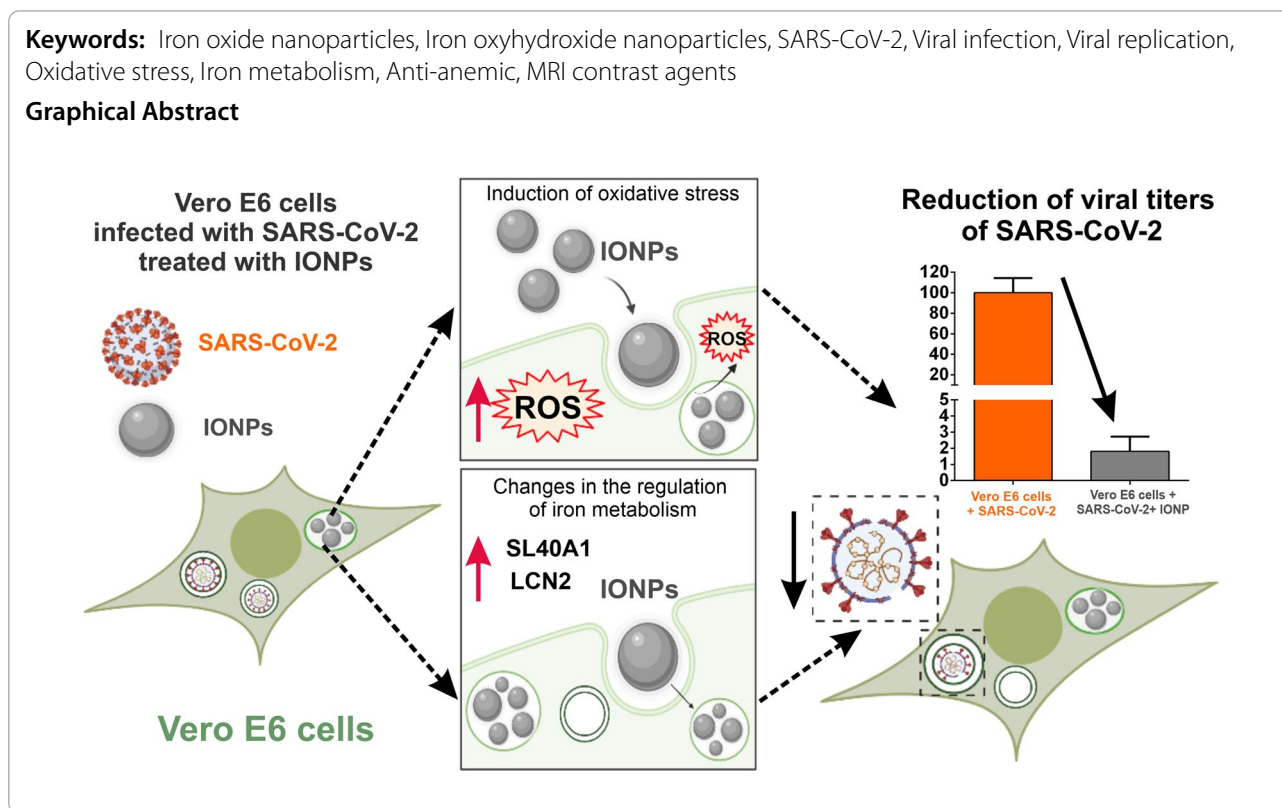 Keywords: Iron oxide nanoparticles, Iron oxyhydroxide nanoparticles, SARS-CoV-2, Viral infection, Viral replication,
Oxidative stress, Iron metabolism, Anti-anemic, MRI contrast agents
Graphical Abstract
Vero E6 cells
infected with SARS-CoV-2
treated with IONPs
SARS-CoV-2
IONPs
Vero E6 cells
Induction of oxidative stress
IONPs
ROS
ROS
Changes in the regulation
of iron metabolism
SL40A1
LCN2
IONPs
Reduction of viral titers
of SARS-CoV-2
120
100
80
60
40
20
5
4
3
2
1
0
Vero E6 cells
+ SARS-CoV-2
Vero E6 cells +
SARS-CoV-2+ IONP